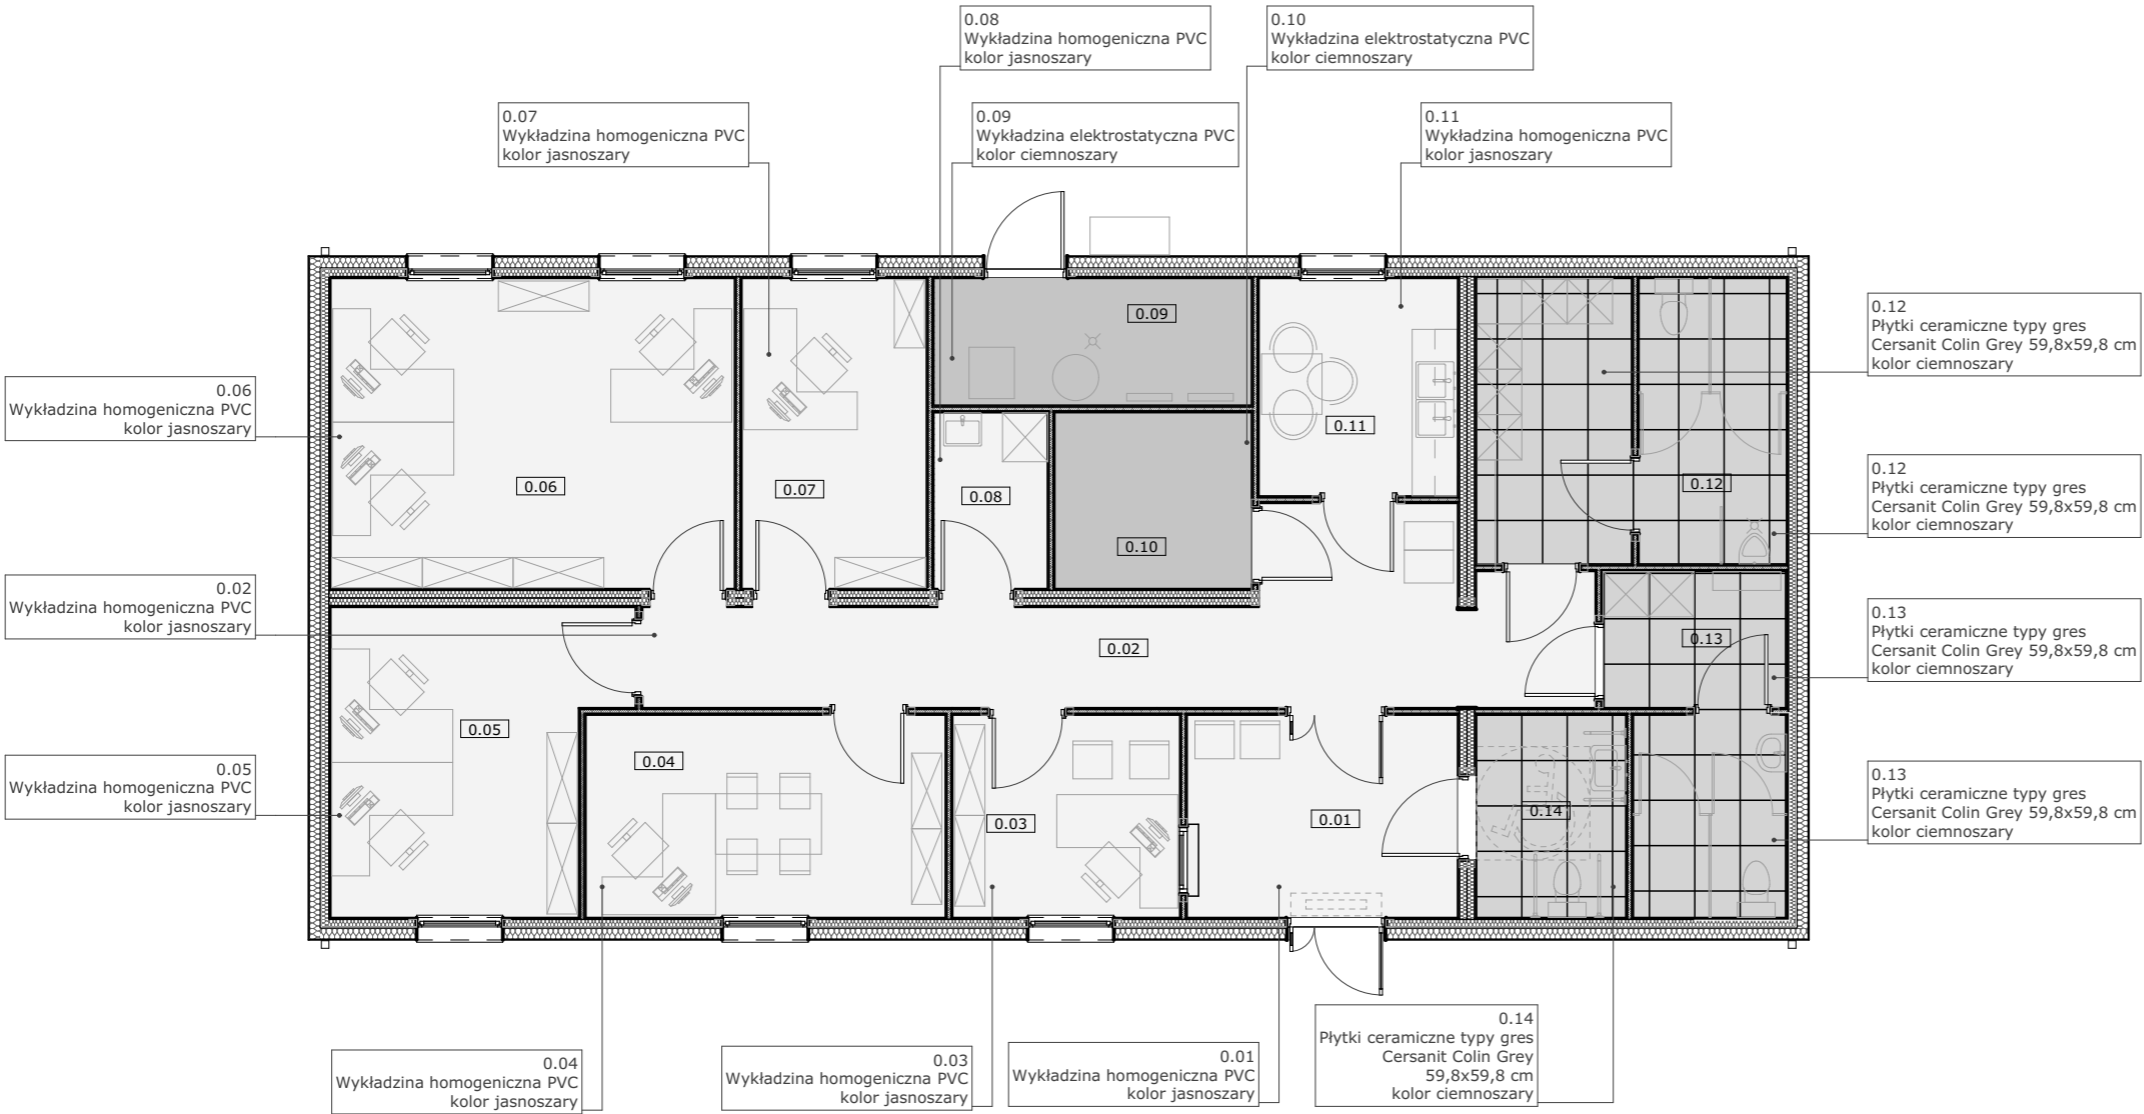 0.08
Wykładzina homogeniczna PVC
kolor jasnoszary
0.10
Wykładzina elektrostatyczna PVC
kolor ciemnoszary
0.07
Wykładzina homogeniczna PVC
kolor jasnoszary
0.09
Wykładzina elektrostatyczna PVC
kolor ciemnoszary
0.11
Wykładzina homogeniczna PVC
kolor jasnoszary
0.12
Płytki ceramiczne typy gres
Cersanit Colin Grey 59,8x59,8 cm
kolor ciemnoszary
0.06
Wykładzina homogeniczna PVC
kolor jasnoszary
0.12
Płytki ceramiczne typy gres
Cersanit Colin Grey 59,8x59,8 cm
kolor ciemnoszary
0.02
Wykładzina homogeniczna PVC
kolor jasnoszary
0.13
Płytki ceramiczne typy gres
Cersanit Colin Grey 59,8x59,8 cm
kolor ciemnoszary
0.05
Wykładzina homogeniczna PVC
kolor jasnoszary
0.13
Płytki ceramiczne typy gres
Cersanit Colin Grey 59,8x59,8 cm
kolor ciemnoszary
0.09
0.11
0.06
0.07
0.08
0.12
0.10
0.02
0.13
0.05
0.04
0.03
0.01
0.14
0.04
Wykładzina homogeniczna PVC
kolor jasnoszary
0.03
Wykładzina homogeniczna PVC
kolor jasnoszary
0.01
Wykładzina homogeniczna PVC
kolor jasnoszary
0.14
Płytki ceramiczne typy gres
Cersanit Colin Grey
59,8x59,8 cm
kolor ciemnoszary